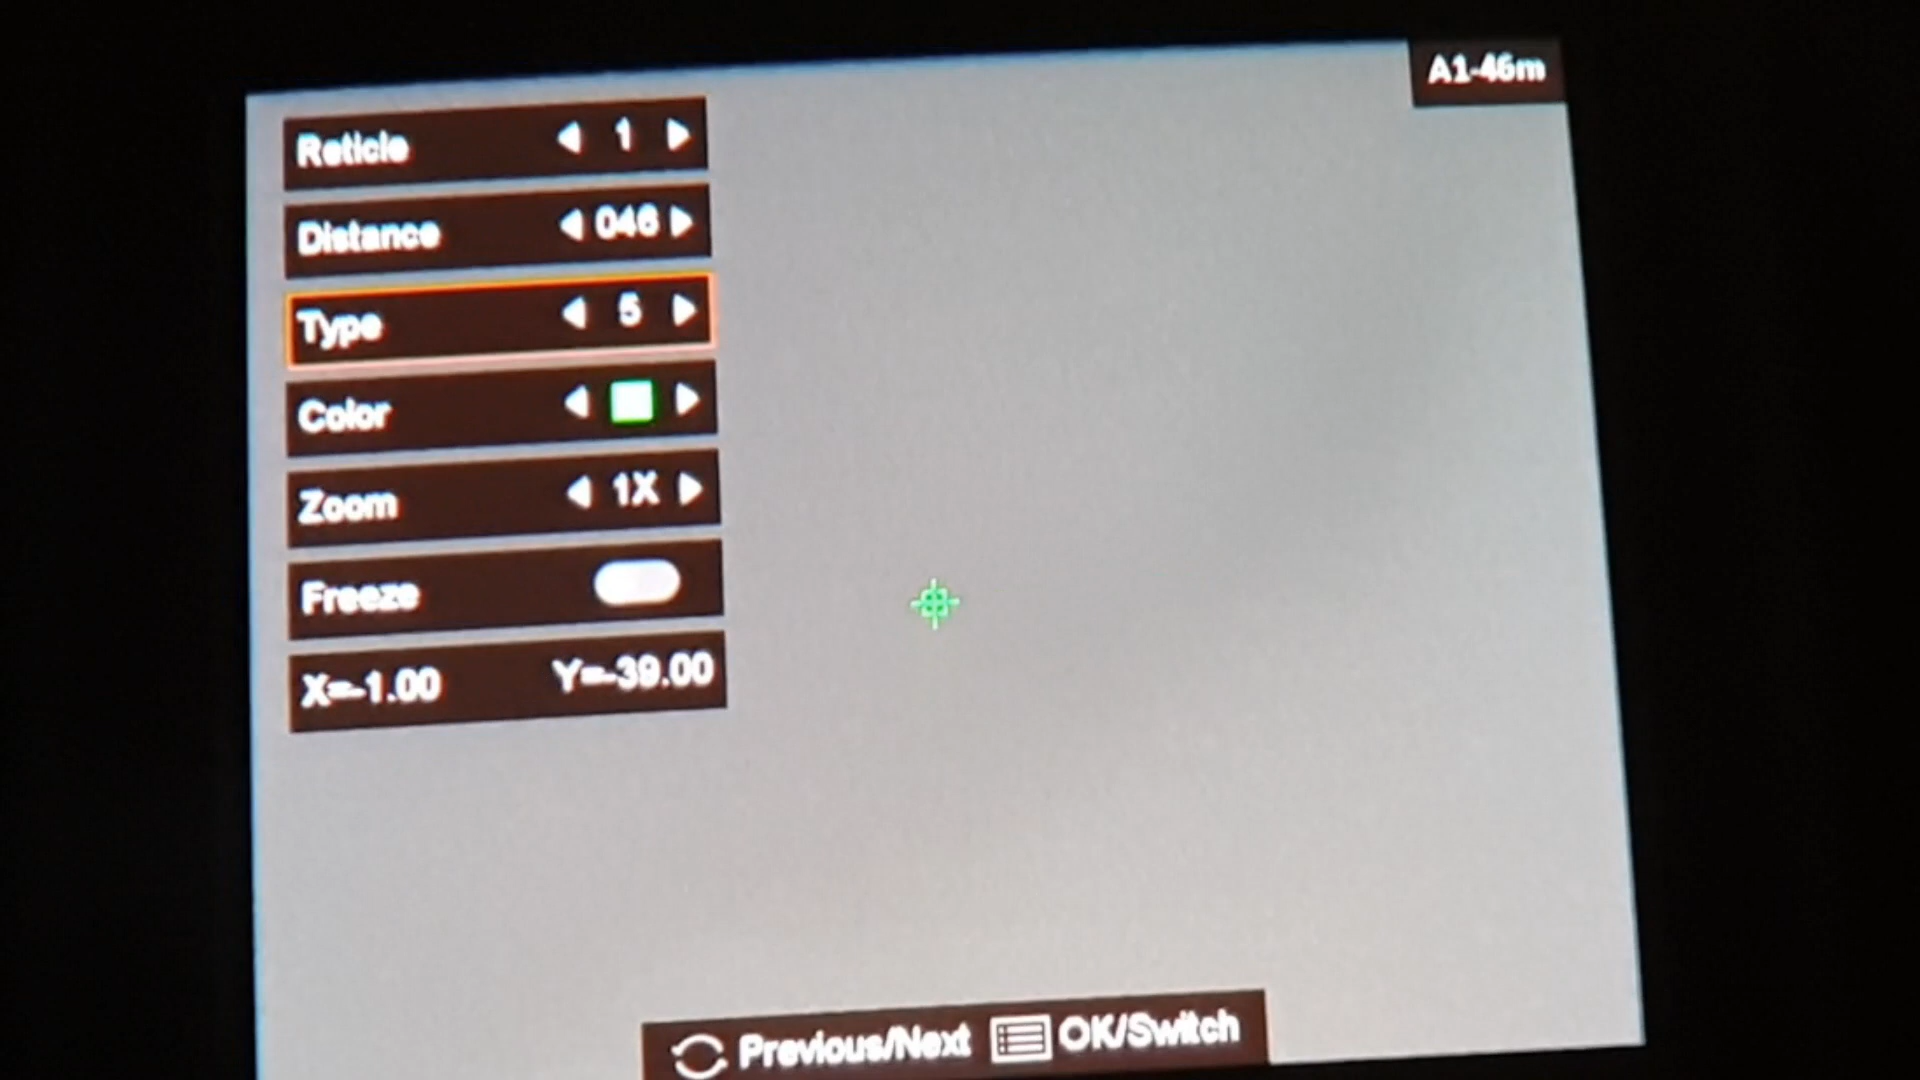 A1-46m
Reticle 1
Distance 046
Type 5
Color
Zoom 1X
Freeze
X=-1.00 Y=-39.00
Previous/Next OK/Switch